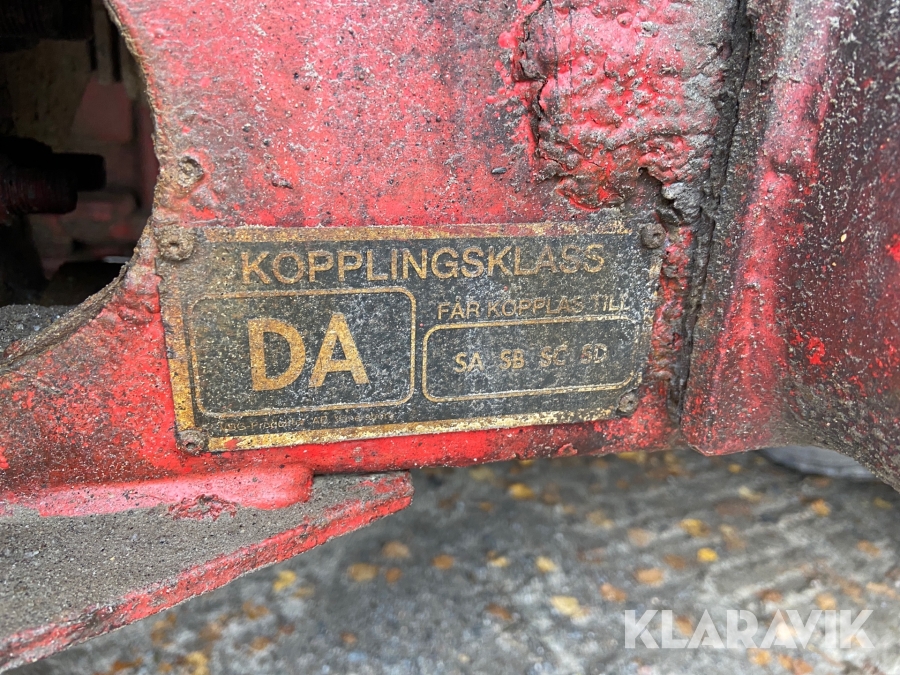 KOPPLINGSKLASS
DA
FÅR KOPPLAS TILL
SA SB SC SD
KLARAVIK